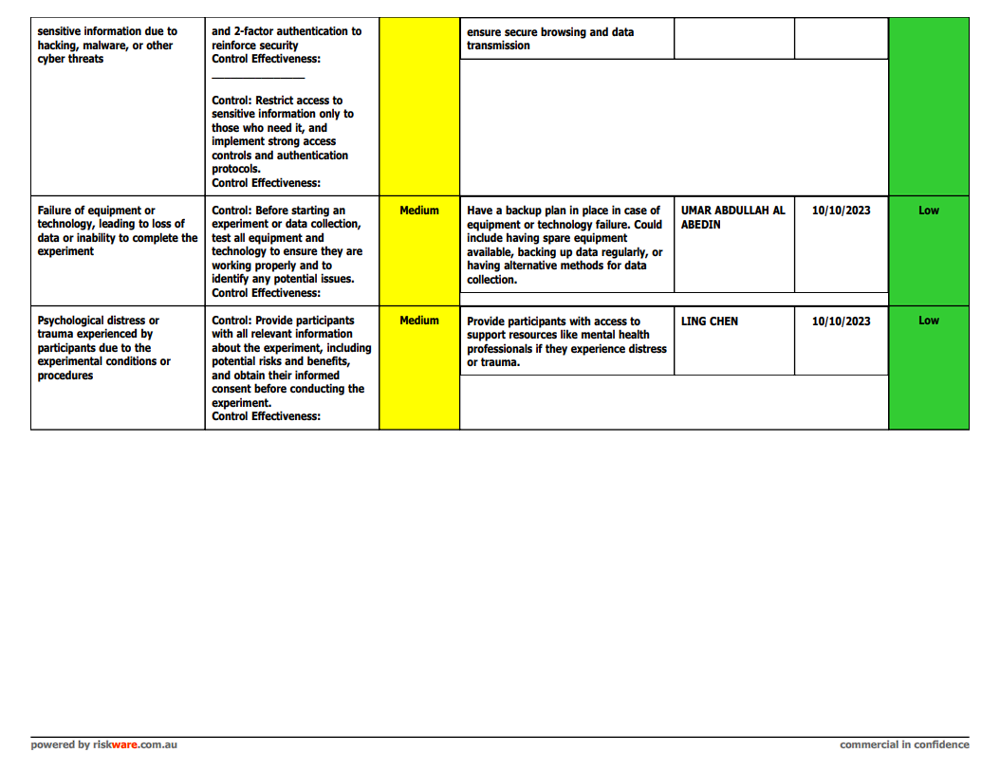 sensitive information due to
hacking, malware, or other
cyber threats
and 2-factor authentication to
reinforce security
Control Effectiveness:
_______________
Control: Restrict access to
sensitive information only to
those who need it, and
implement strong access
controls and authentication
protocols.
Control Effectiveness:
ensure secure browsing and data
transmission
Failure of equipment or
technology, leading to loss of
data or inability to complete the
experiment
Control: Before starting an
experiment or data collection,
test all equipment and
technology to ensure they are
working properly and to
identify any potential issues.
Control Effectiveness:
Medium
Have a backup plan in place in case of
equipment or technology failure. Could
include having spare equipment
available, backing up data regularly, or
having alternative methods for data
collection.
UMAR ABDULLAH AL
ABEDIN
10/10/2023
Low
Psychological distress or
trauma experienced by
participants due to the
experimental conditions or
procedures
Control: Provide participants
with all relevant information
about the experiment, including
potential risks and benefits,
and obtain their informed
consent before conducting the
experiment.
Control Effectiveness:
Medium
Provide participants with access to
support resources like mental health
professionals if they experience distress
or trauma.
LING CHEN
10/10/2023
Low
powered by riskware.com.au
commercial in confidence